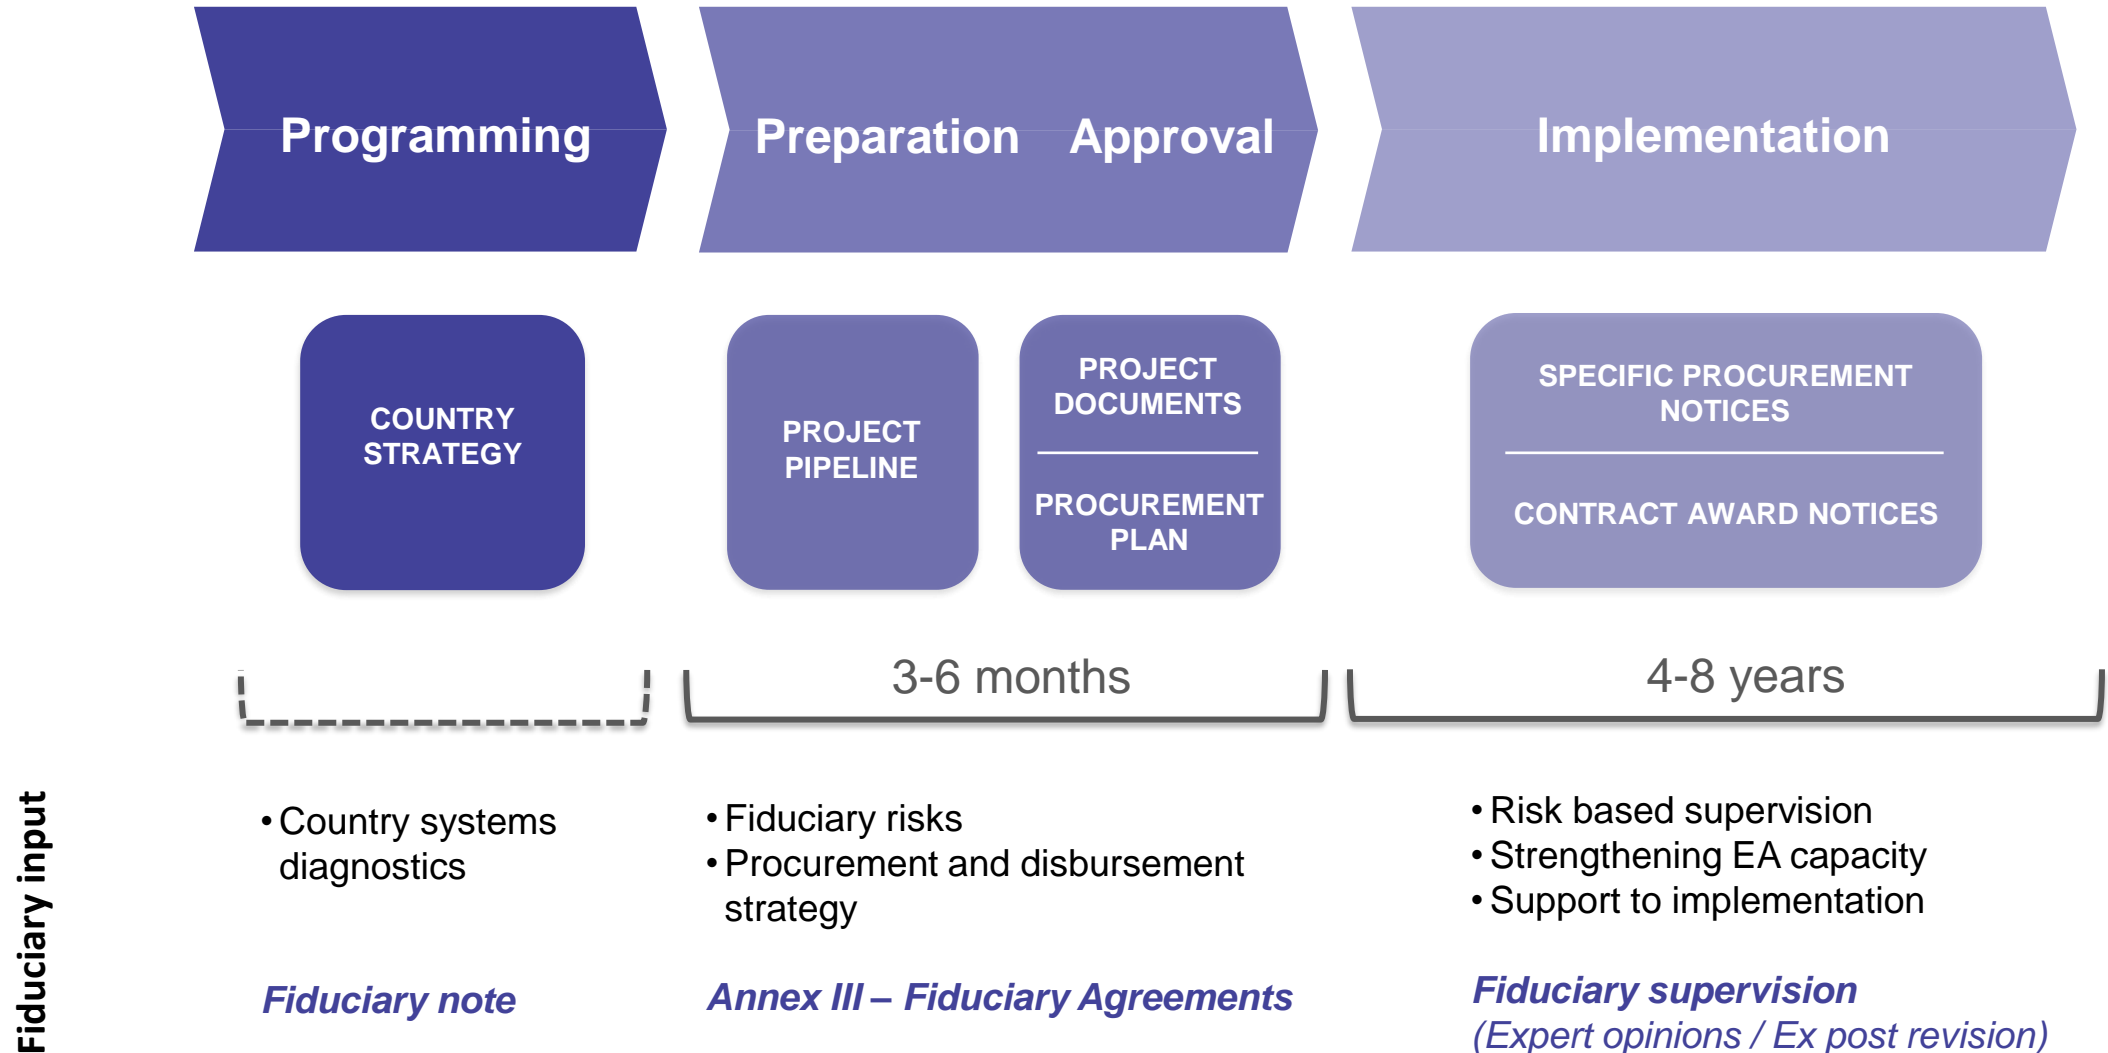 Programming
Preparation Approval
Implementation
COUNTRY
STRATEGY
PROJECT
PIPELINE
PROJECT
DOCUMENTS
PROCUREMENT
PLAN
SPECIFIC PROCUREMENT
NOTICES
CONTRACT AWARD NOTICES
3-6 months
4-8 years
Fiduciary input
• Country systems
diagnostics
Fiduciary note
• Fiduciary risks
• Procurement and disbursement
strategy
Annex III – Fiduciary Agreements
• Risk based supervision
• Strengthening EA capacity
• Support to implementation
Fiduciary supervision
(Expert opinions / Ex post revision)